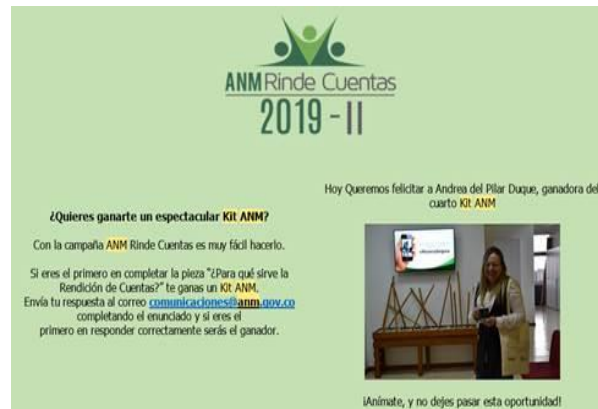 ANM Rinde Cuentas
2019 - II
¿Quieres ganarte un espectacular Kit ANM?
Con la campaña ANM Rinde Cuentas es muy fácil hacerlo.
Si eres el primero en completar la pieza "¿Para qué sirve la
Rendición de Cuentas?" te ganas un Kit ANM.
Envía tu respuesta al correo comunicaciones@anm.gov.co
completando el enunciado y si eres el
primero en responder correctamente serás el ganador.
Hoy Queremos felicitar a Andrea del Pilar Duque, ganadora del
cuarto Kit ANM
¡Anímate, y no dejes pasar esta oportunidad!